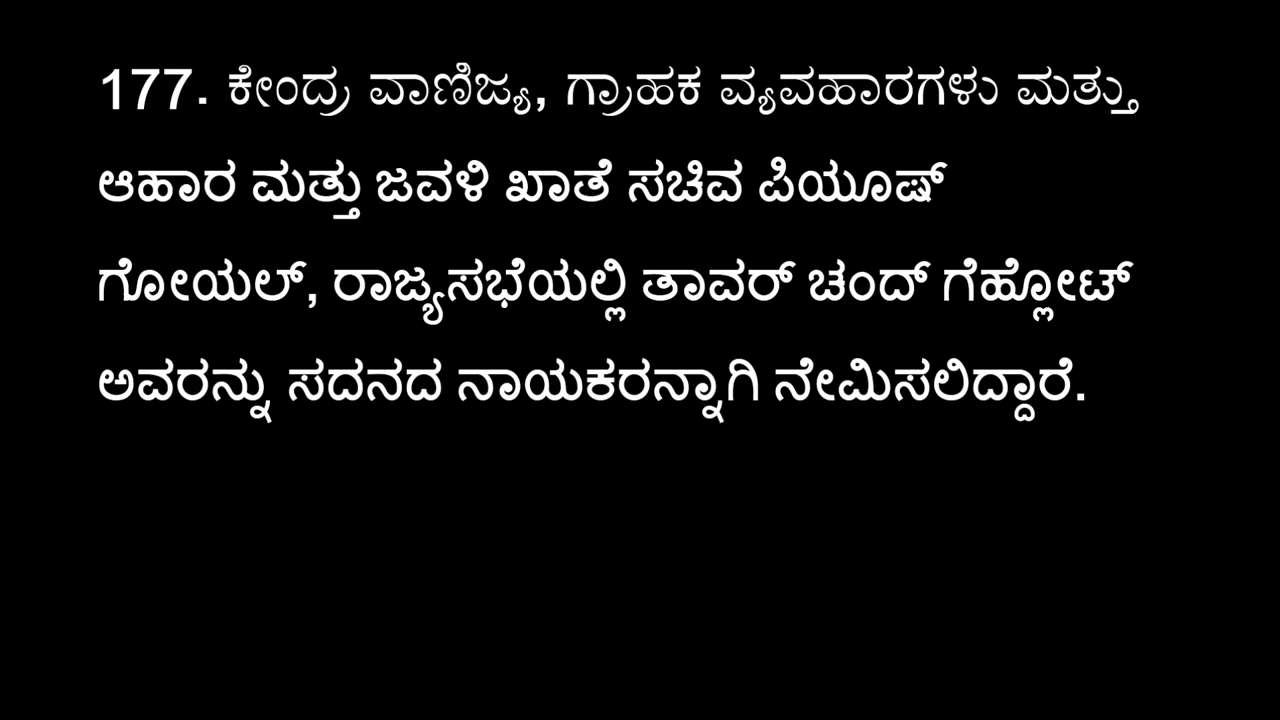 177. ಕೇಂದ್ರ ವಾಣಿಜ್ಯ, ಗ್ರಾಹಕ ವ್ಯವಹಾರಗಳು ಮತ್ತು
ಆಹಾರ ಮತ್ತು ಜವಳಿ ಖಾತೆ ಸಚಿವ ಪಿಯೂಷ್
ಗೋಯಲ್, ರಾಜ್ಯಸಭೆಯಲ್ಲಿ ತಾವರ್ ಚಂದ್ ಗೆಹ್ಲೋಟ್
ಅವರನ್ನು ಸದನದ ನಾಯಕರನ್ನಾಗಿ ನೇಮಿಸಲಿದ್ದಾರೆ.